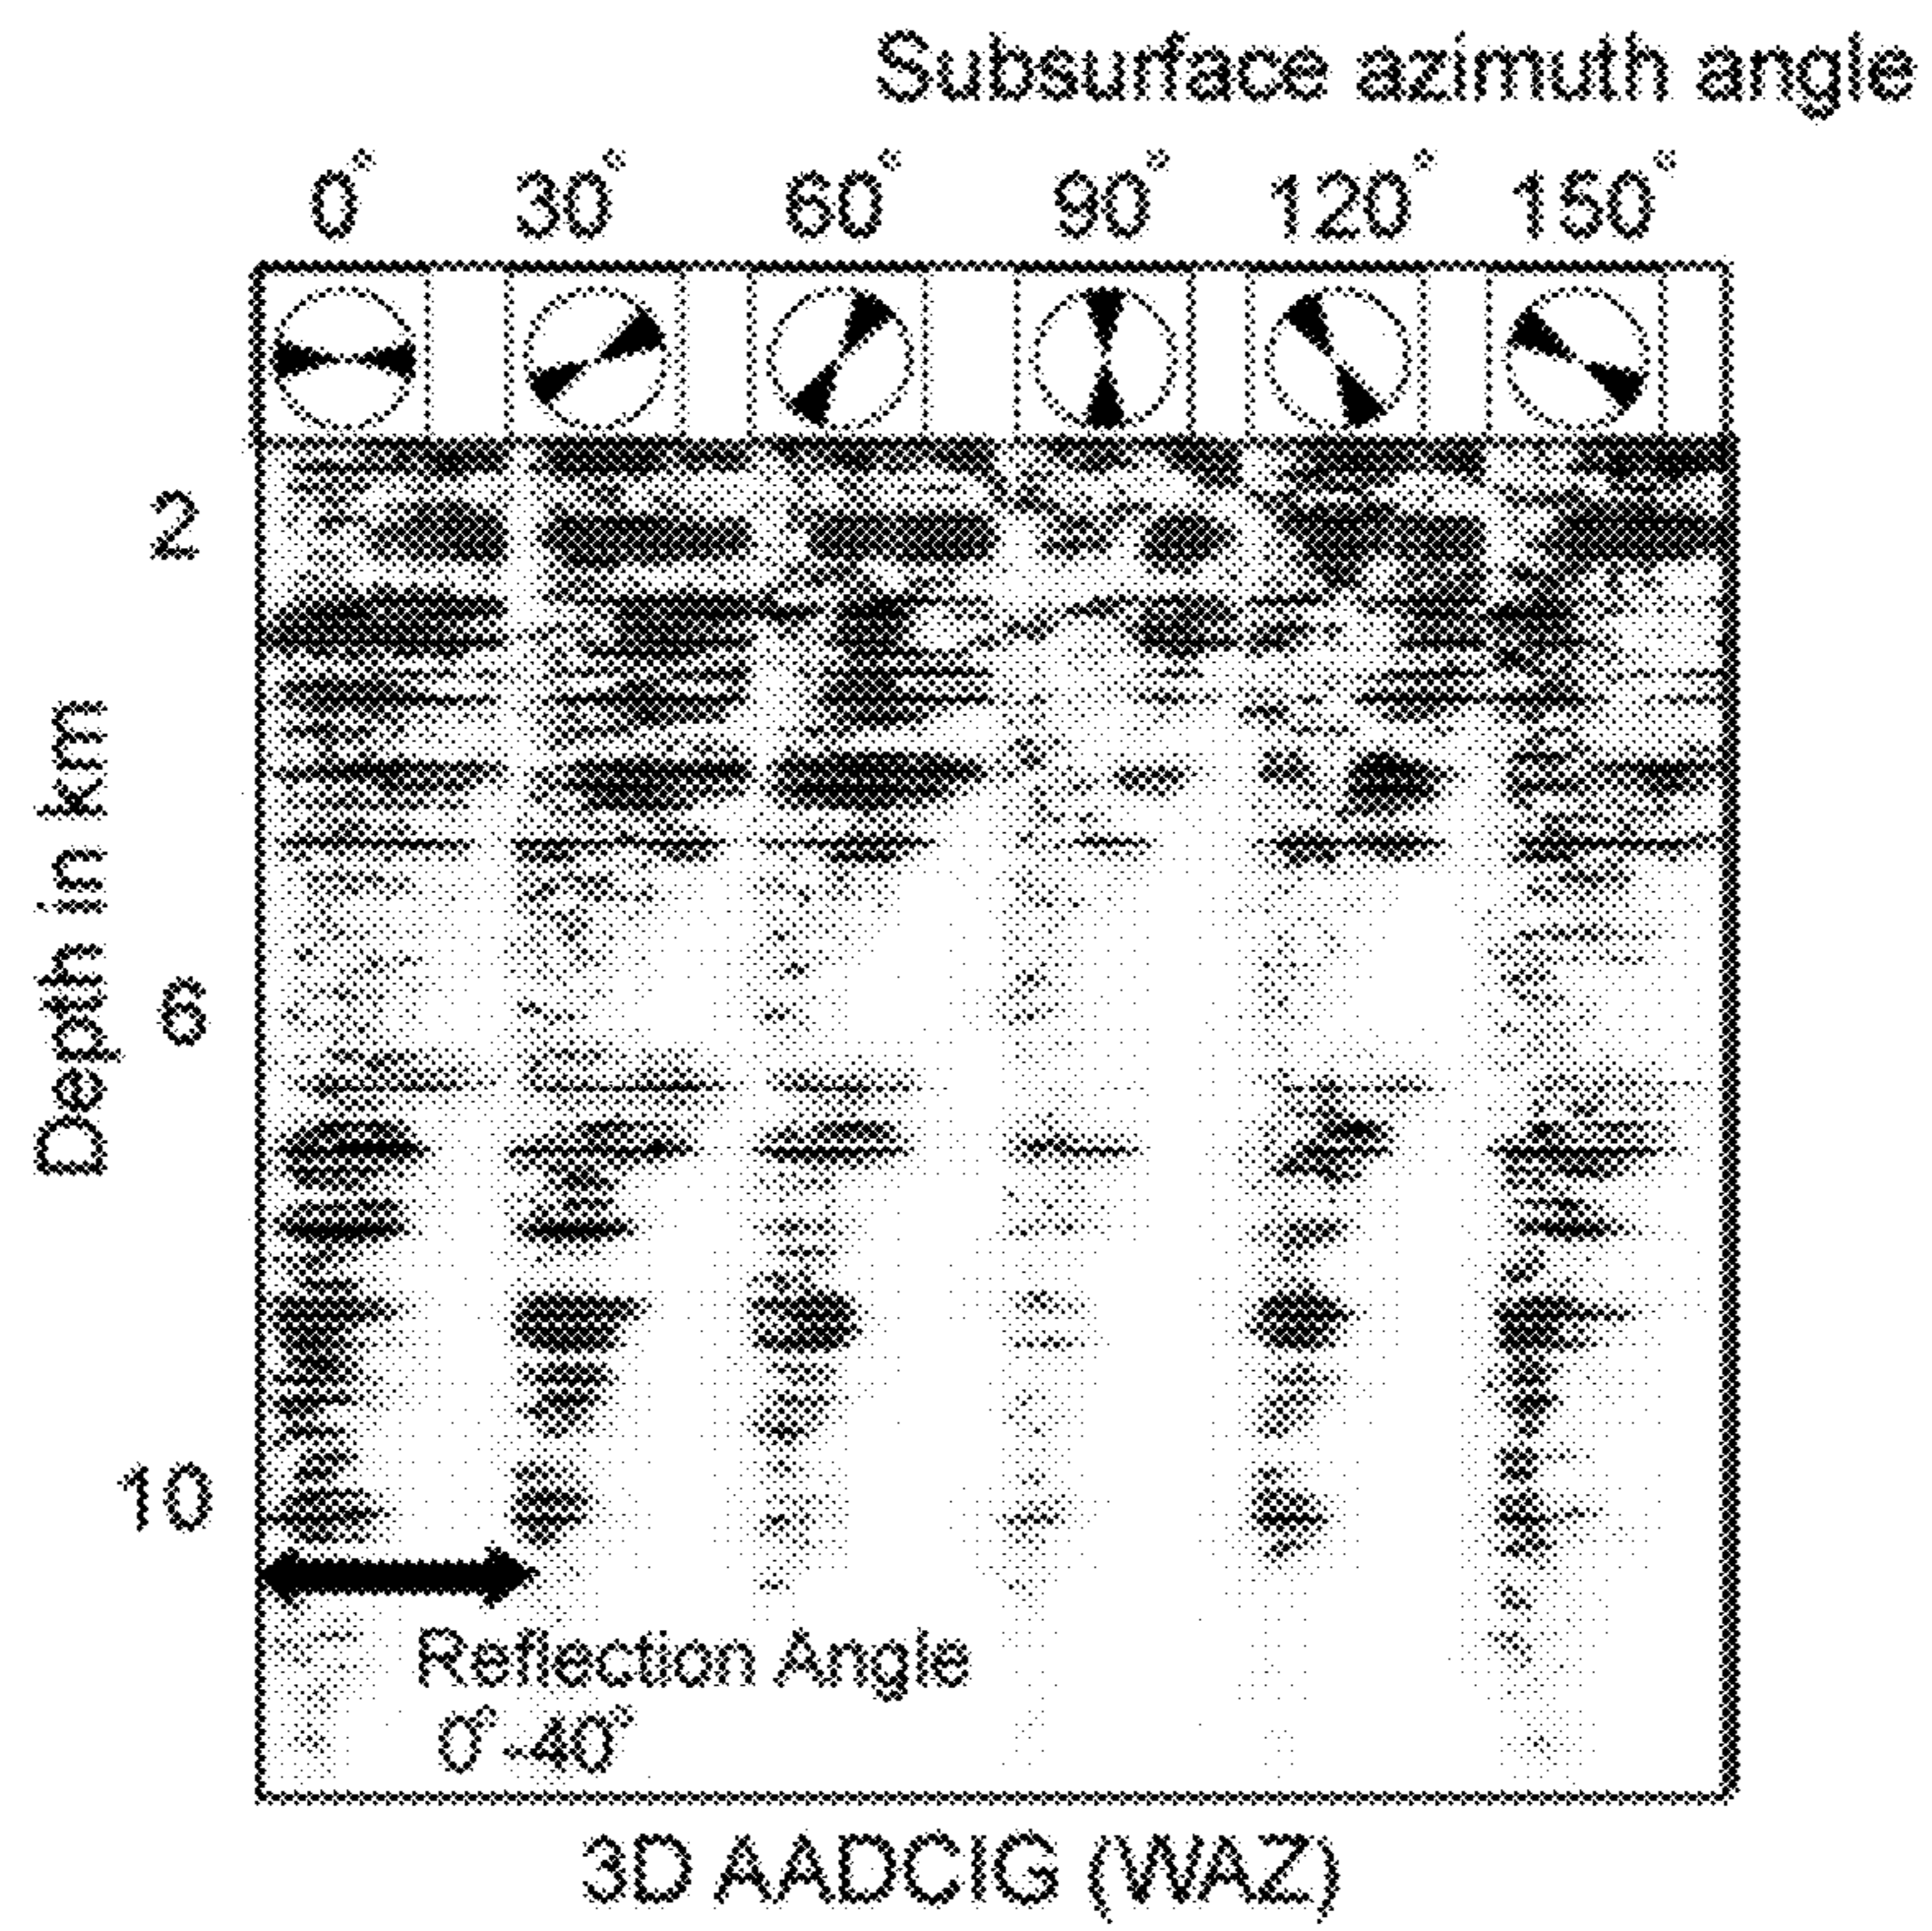 Subsurface azimuth angle
0° 30° 60° 90° 120° 150°
2
Depth in km
6
10
Reflection Angle
0°-40°
3D AADCIG (WAZ)